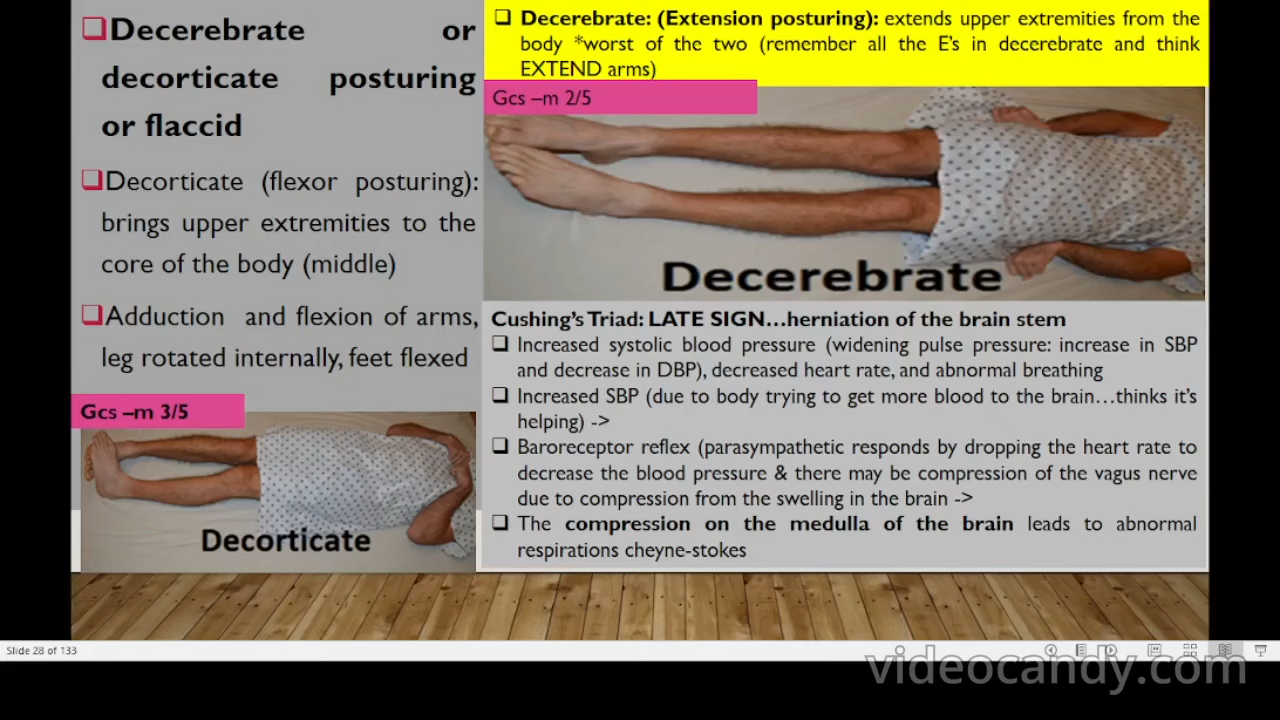 ❑Decerebrate or
decorticate posturing
or flaccid
❑Decorticate (flexor posturing):
brings upper extremities to the
core of the body (middle)
❑Adduction and flexion of arms,
leg rotated internally, feet flexed
Gcs –m 3/5
Decorticate
❑ Decerebrate: (Extension posturing): extends upper extremities from the
body *worst of the two (remember all the E's in decerebrate and think
EXTEND arms)
Gcs –m 2/5
Decerebrate
Cushing's Triad: LATE SIGN...herniation of the brain stem
❑ Increased systolic blood pressure (widening pulse pressure: increase in SBP
and decrease in DBP), decreased heart rate, and abnormal breathing
❑ Increased SBP (due to body trying to get more blood to the brain...thinks it's
helping) ->
❑ Baroreceptor reflex (parasympathetic responds by dropping the heart rate to
decrease the blood pressure & there may be compression of the vagus nerve
due to compression from the swelling in the brain ->
❑ The compression on the medulla of the brain leads to abnormal
respirations cheyne-stokes
Slide 28 of 133
videocandy.com